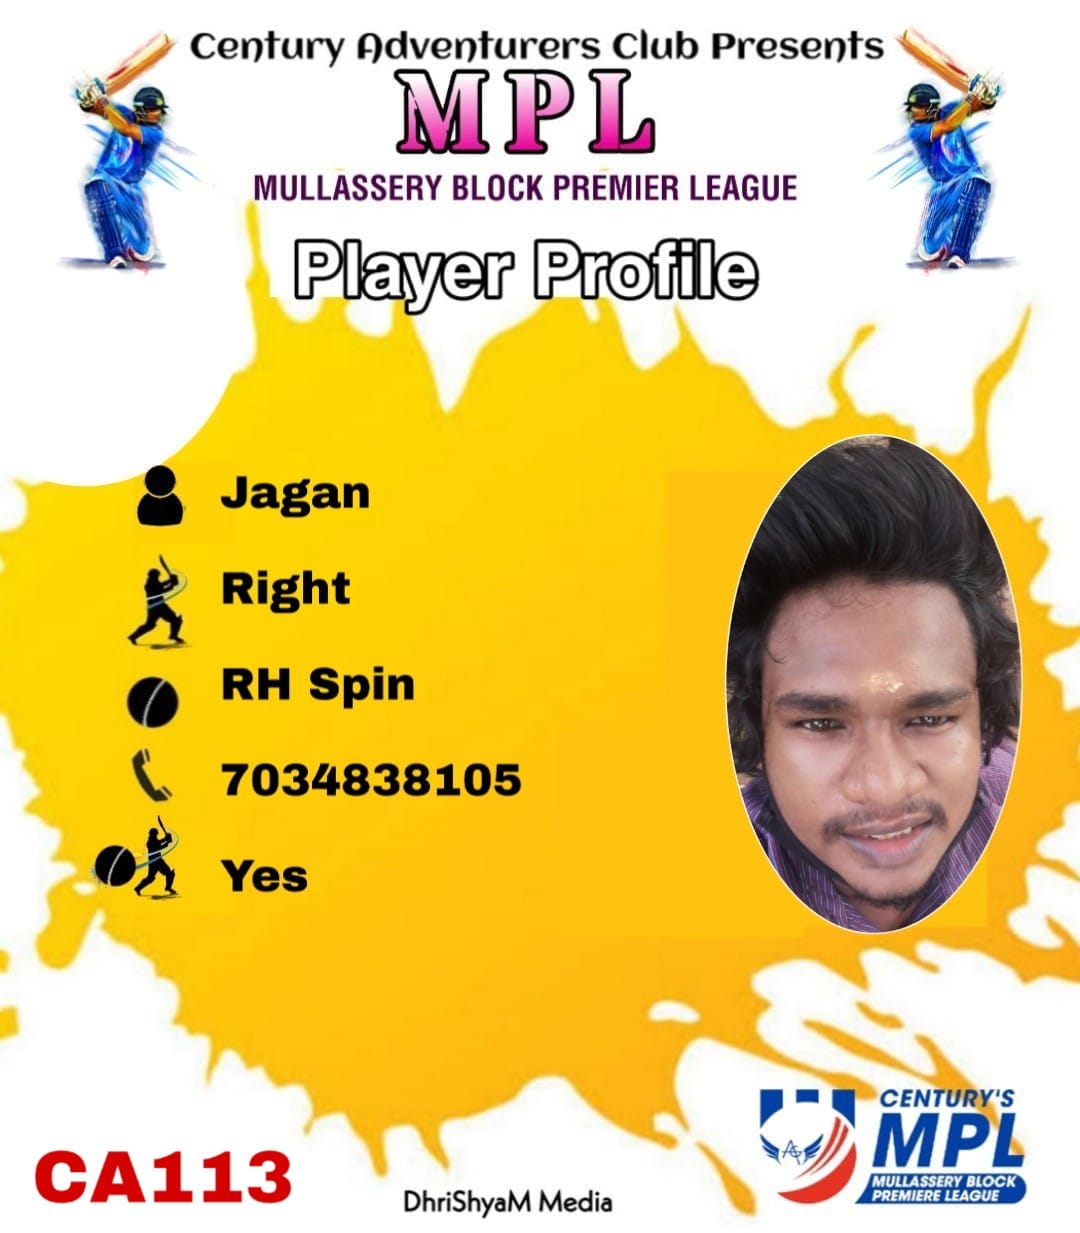 Century Adventurers Club Presents
MPL
MULLASSERY BLOCK PREMIER LEAGUE
Player Profile
Jagan
Right
RH Spin
7034838105
Yes
CA113
DhriShyaM Media
CENTURY'S
MPL
MULLASSERY BLOCK
PREMIERE LEAGUE